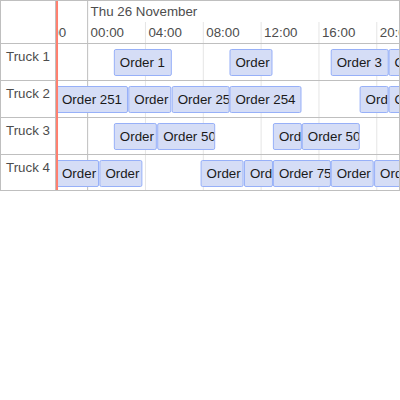 Thu 26 November
00:00 04:00 08:00 12:00 16:00 20:
Truck 1 Order 1 Order Order 3
Truck 2 Order 251 Order Order 25 Order 254 Ord
Truck 3 Order Order 50 Ord Order 50
Truck 4 Order Order Order Ord Order 75 Order Ord